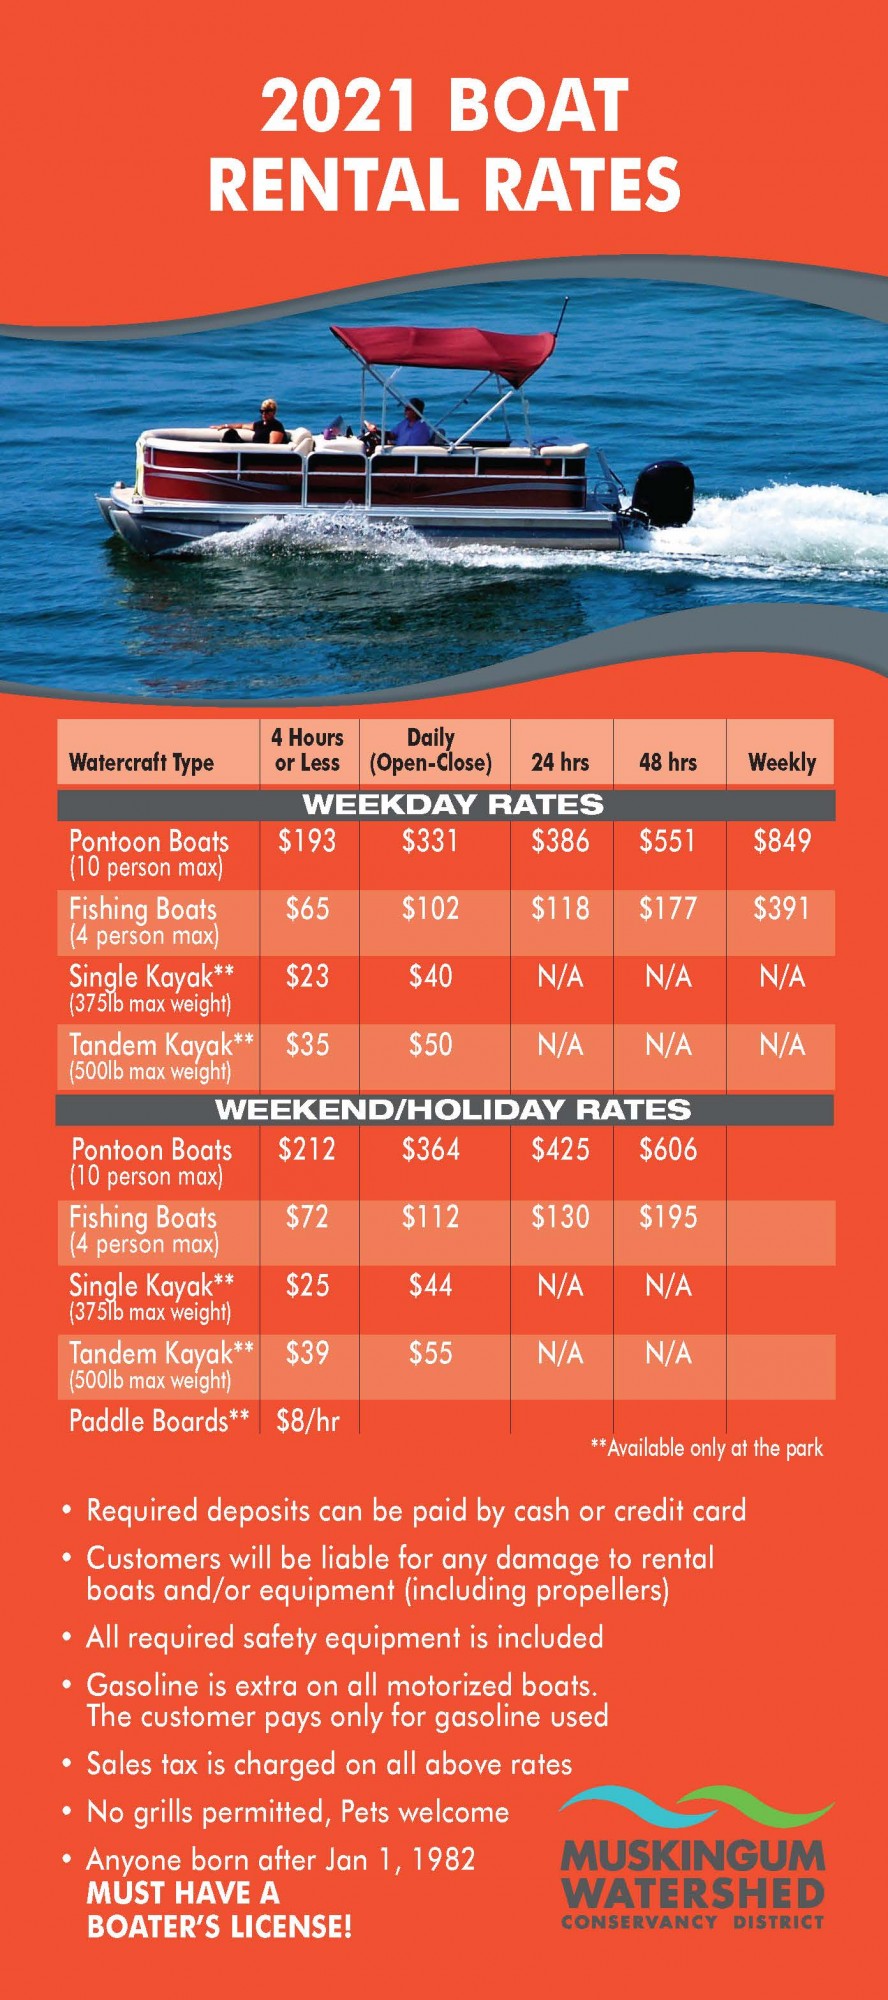 2021 BOAT
RENTAL RATES
Watercraft Type 4 Hours or Less Daily (Open-Close) 24 hrs 48 hrs Weekly
WEEKDAY RATES
Pontoon Boats $193 $331 $386 $551 $849
(10 person max)
Fishing Boats $65 $102 $118 $177 $391
(4 person max)
Single Kayak** $23 $40 N/A N/A N/A
(375lb max weight)
Tandem Kayak** $35 $50 N/A N/A N/A
(500lb max weight)
WEEKEND/HOLIDAY RATES
Pontoon Boats $212 $364 $425 $606
(10 person max)
Fishing Boats $72 $112 $130 $195
(4 person max)
Single Kayak** $25 $44 N/A N/A
(375lb max weight)
Tandem Kayak** $39 $55 N/A N/A
(500lb max weight)
Paddle Boards** $8/hr
**Available only at the park
• Required deposits can be paid by cash or credit card
• Customers will be liable for any damage to rental
boats and/or equipment (including propellers)
• All required safety equipment is included
• Gasoline is extra on all motorized boats.
The customer pays only for gasoline used
• Sales tax is charged on all above rates
• No grills permitted, Pets welcome
• Anyone born after Jan 1, 1982
MUST HAVE A
BOATER'S LICENSE!
MUSKINGUM
WATERSHED
CONSERVANCY DISTRICT